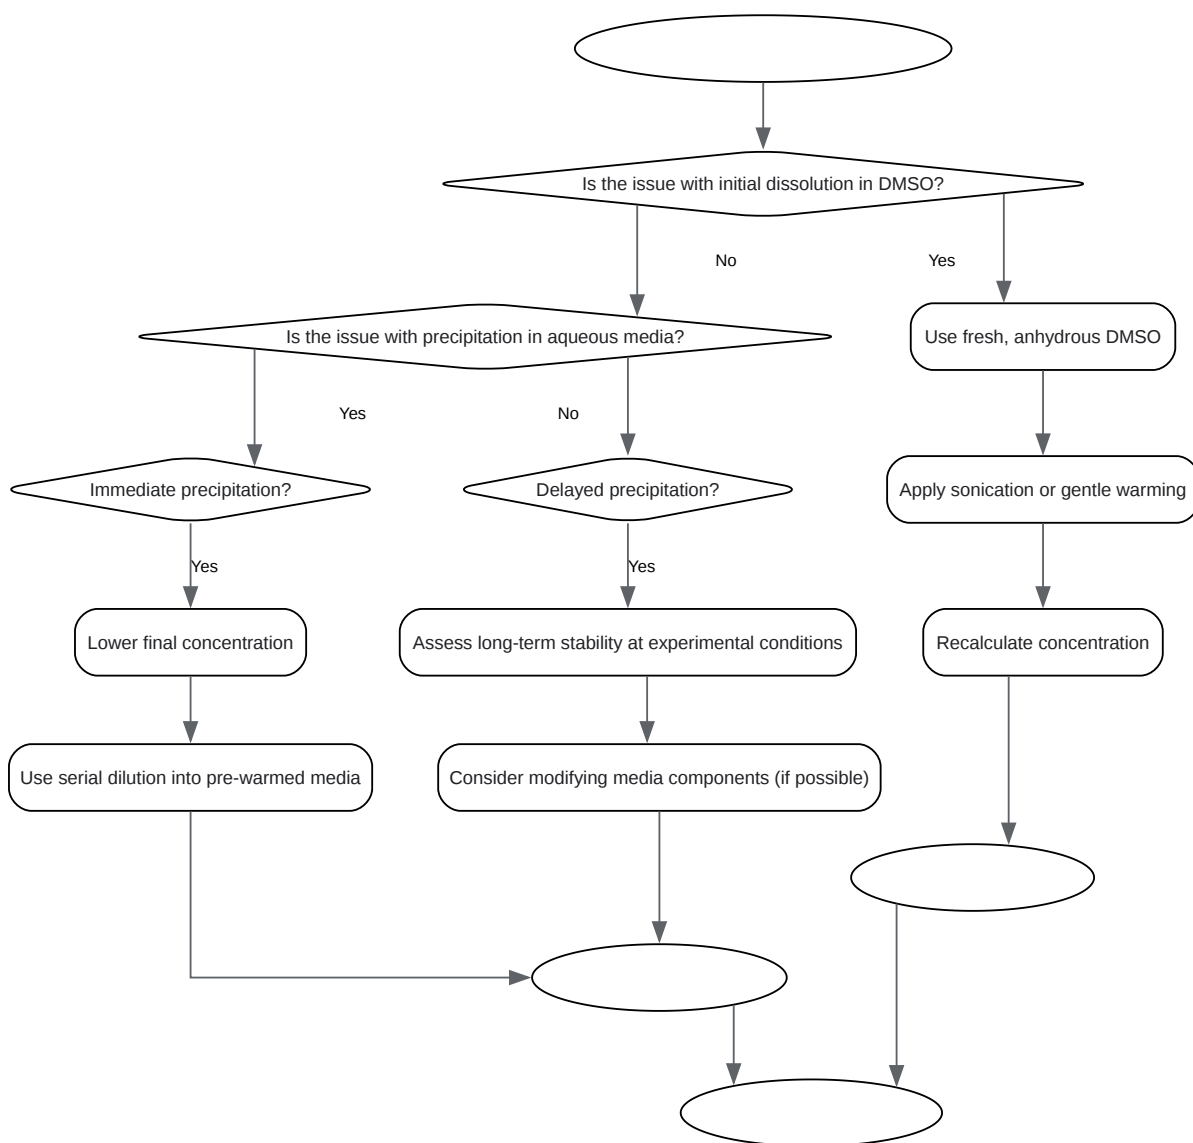 Is the issue with initial dissolution in DMSO?
No
Yes
Is the issue with precipitation in aqueous media?
Use fresh, anhydrous DMSO
Yes
No
Immediate precipitation?
Delayed precipitation?
Apply sonication or gentle warming
Yes
Yes
Lower final concentration
Assess long-term stability at experimental conditions
Recalculate concentration
Use serial dilution into pre-warmed media
Consider modifying media components (if possible)